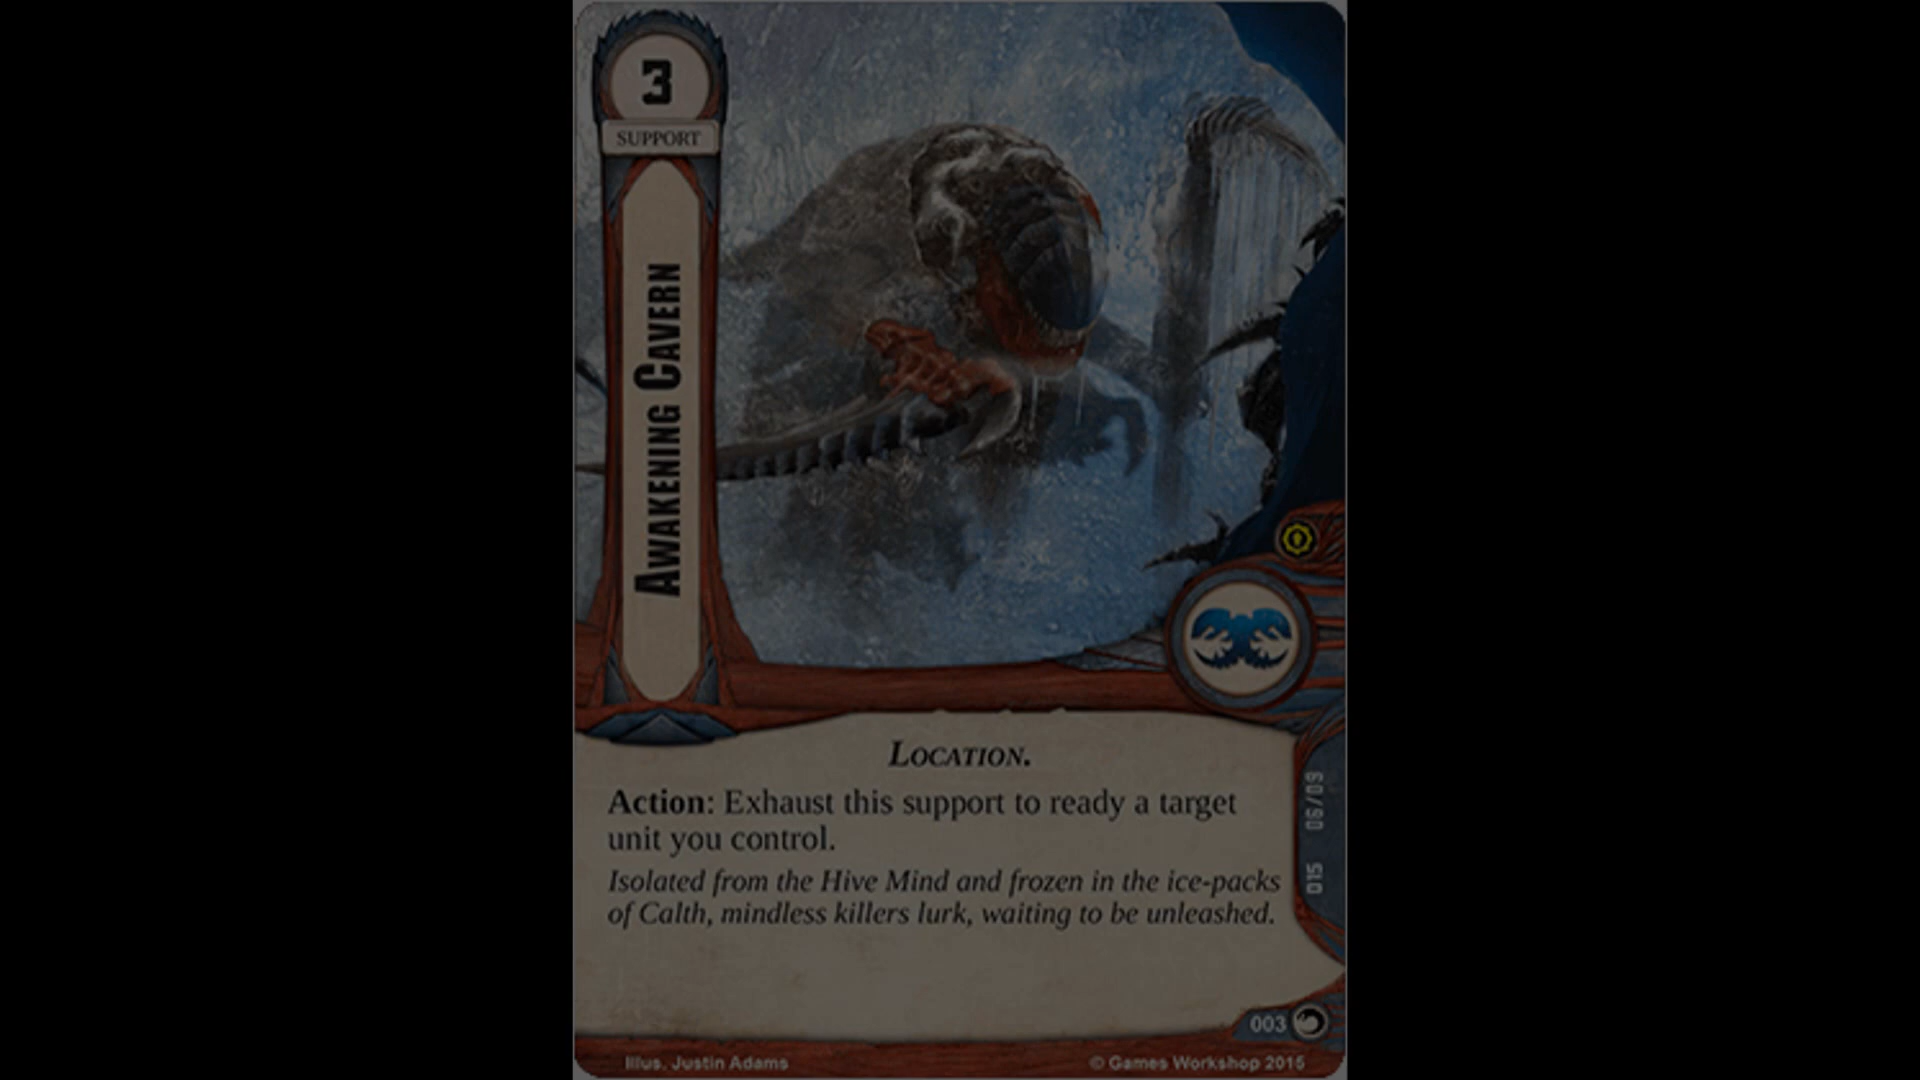 3
SUPPORT
AWAKENING CAVERN
LOCATION.
Action: Exhaust this support to ready a target
unit you control.
Isolated from the Hive Mind and frozen in the ice-packs
of Calth, mindless killers lurk, waiting to be unleashed.
015 06/09
003
Illus. Justin Adams
© Games Workshop 2015